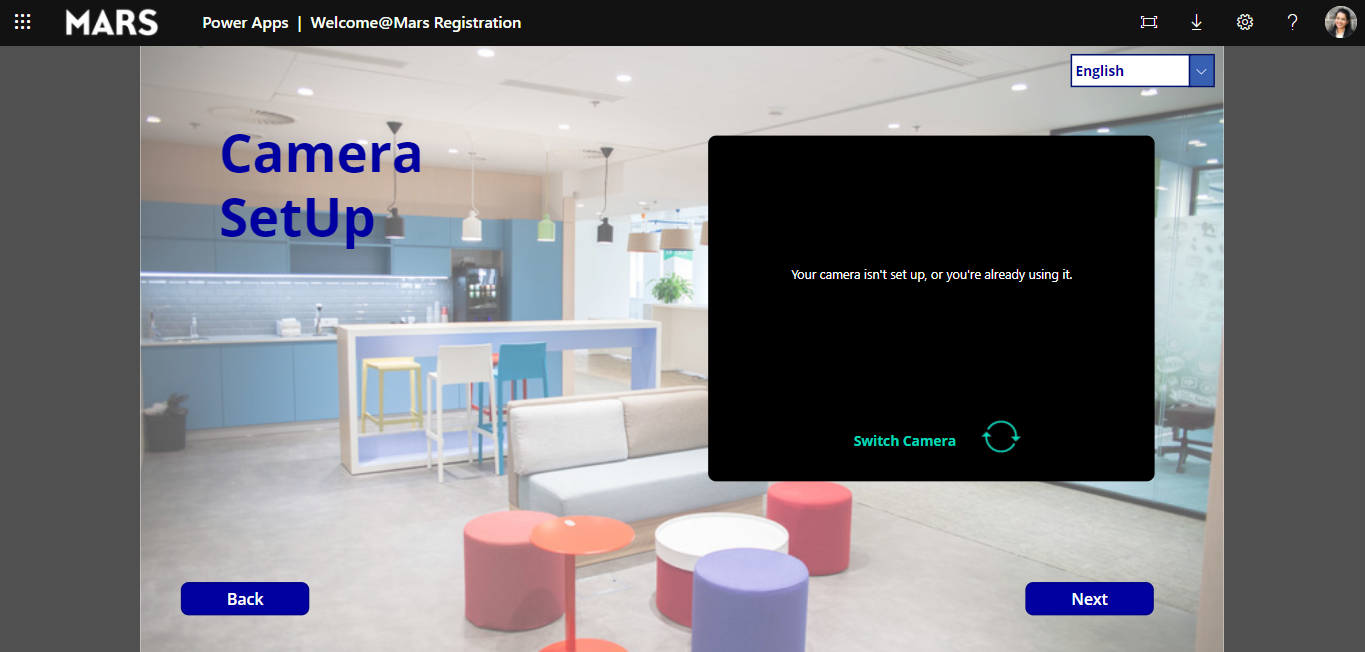 MARS Power Apps | Welcome@Mars Registration ?
English
Camera
SetUp
Your camera isn't set up, or you're already using it.
Switch Camera
Back
Next